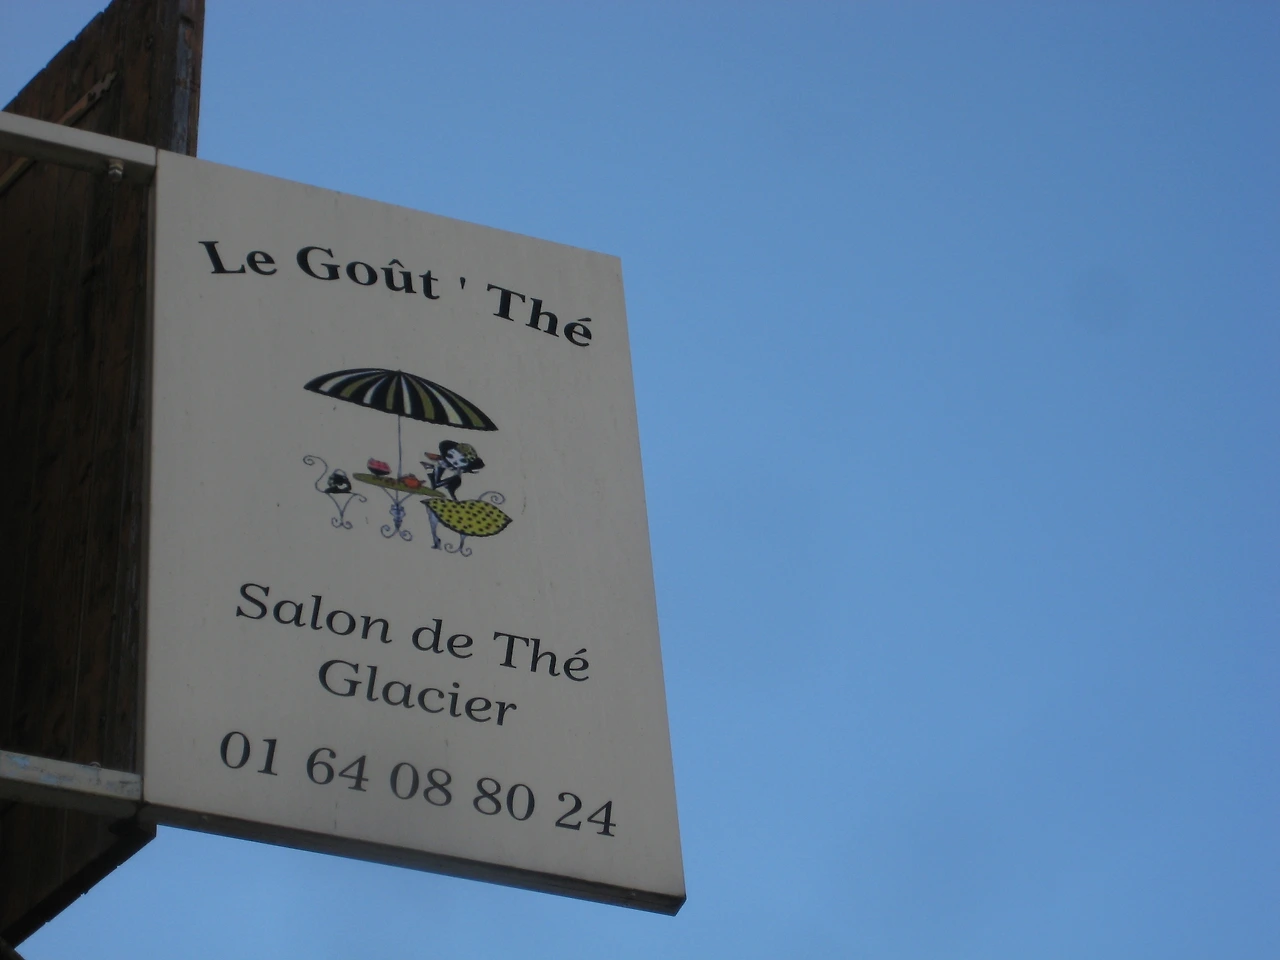 Le Goût ' Thé
Salon de Thé
Glacier
01 64 08 80 24